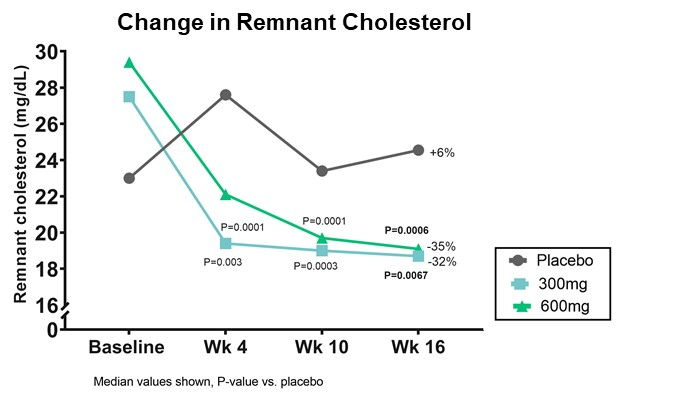 Change in Remnant Cholesterol
Remnant cholesterol (mg/dL)
30
28
26
24
22
20
18
16
0
+6%
P=0.0001
P=0.0001
P=0.0006
-35%
-32%
P=0.003
P=0.0003
P=0.0067
Baseline
Wk 4
Wk 10
Wk 16
Placebo
300mg
600mg
Median values shown, P-value vs. placebo